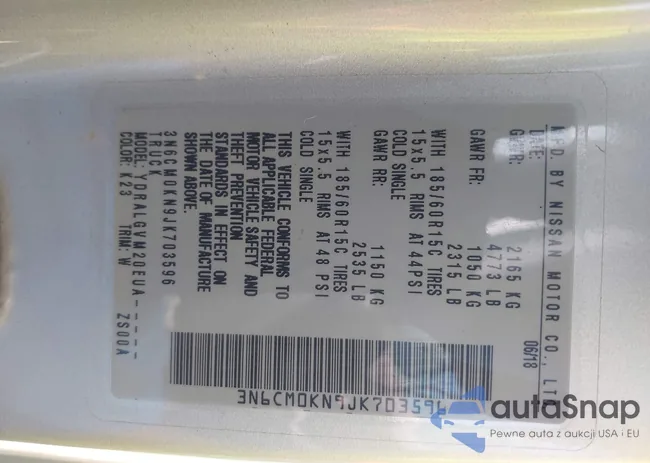 MFD. BY NISSAN MOTOR CO., LTD.
DATE: 06/18
GVWR: 2165 KG
4773 LB
GAWR FR: 1050 KG
2315 LB
WITH 185/60R15C TIRES
15x5.5 RIMS AT 44PSI
COLD SINGLE
GAWR RR: 1150 KG
2535 LB
WITH 185/60R15C TIRES
15x5.5 RIMS AT 48 PSI
COLD SINGLE
THIS VEHICLE CONFORMS TO
ALL APPLICABLE FEDERAL
MOTOR VEHICLE SAFETY AND
THEFT PREVENTION
STANDARDS IN EFFECT ON
THE DATE OF MANUFACTURE
SHOWN ABOVE.
3N6CM0KN9JK703596
TRUCK
MODEL: YDRALGVM20EUA-----
COLOR: K23 TRIM: W ZS00A
3N6CM0KN9JK703596
autaSnap
Pewne auta z aukcji USA i EU